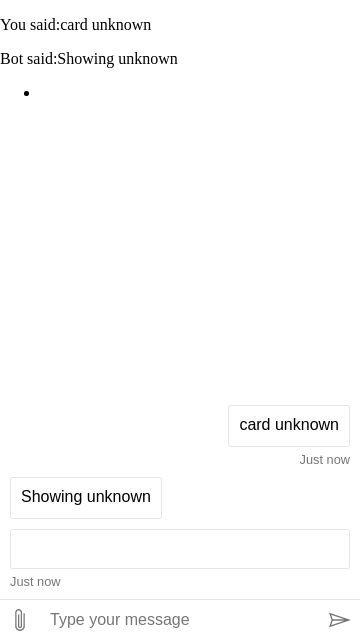 You said:card unknown
Bot said:Showing unknown
card unknown
Just now
Showing unknown
Just now
Type your message